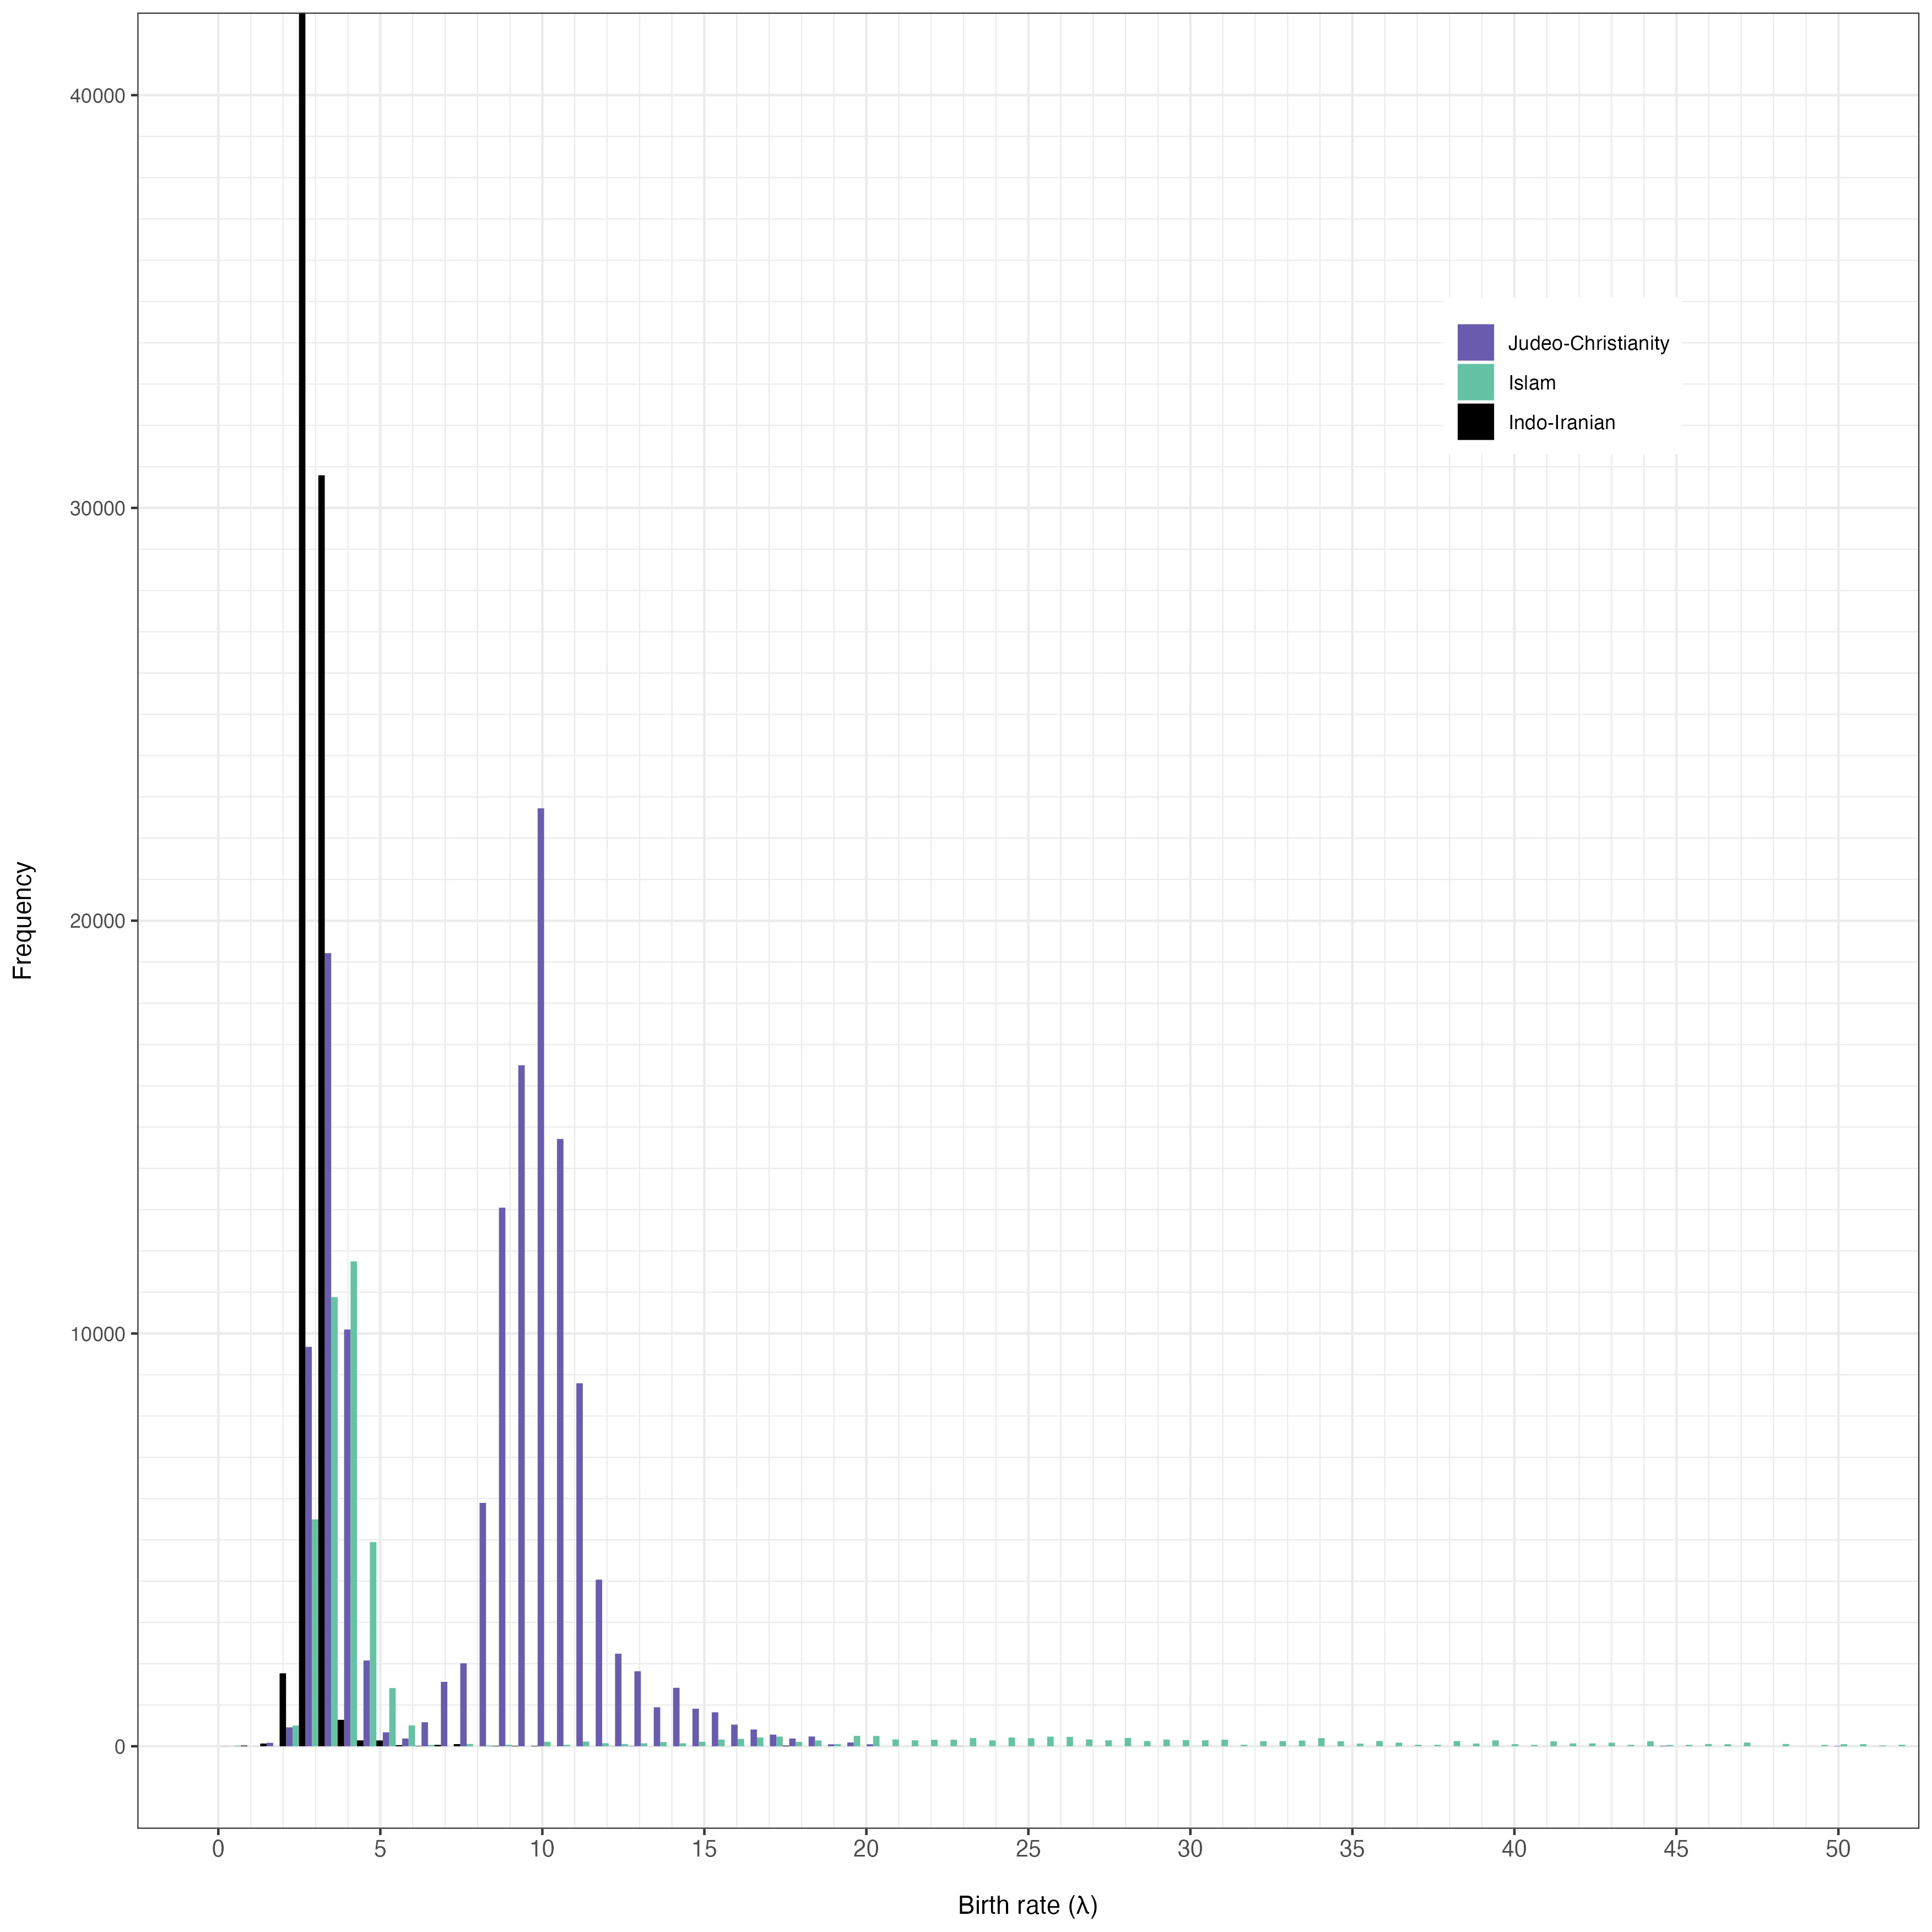 40000
30000
20000
10000
0
Frequency
Judeo-Christianity
Islam
Indo-Iranian
0 5 10 15 20 25 30 35 40 45 50
Birth rate (λ)